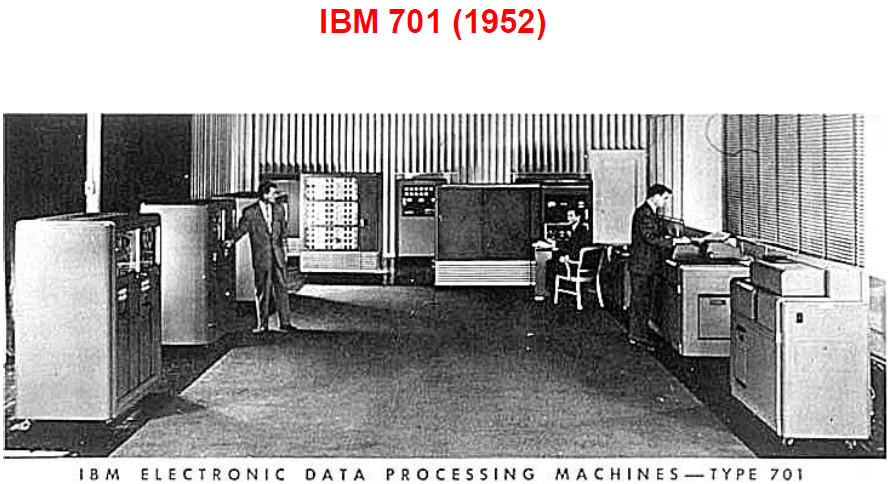 IBM 701 (1952)
IBM ELECTRONIC DATA PROCESSING MACHINES—TYPE 701